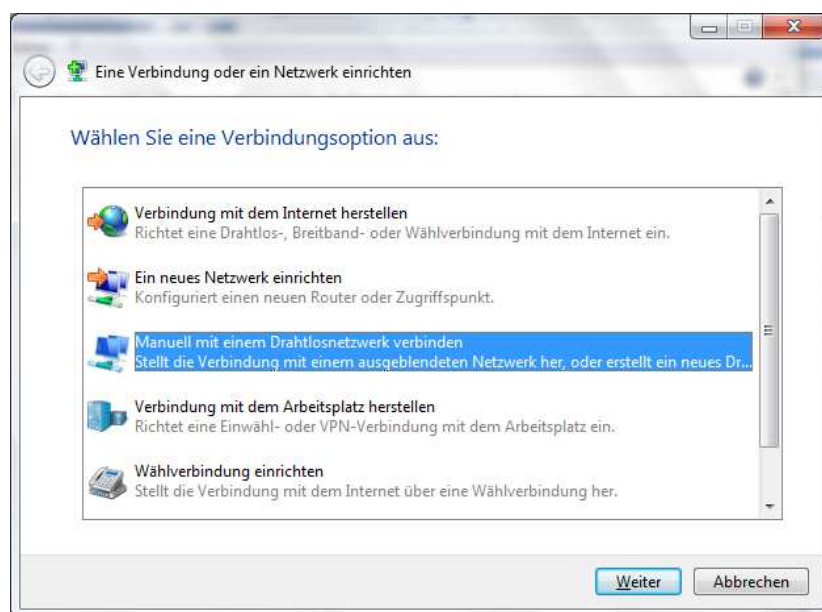 Eine Verbindung oder ein Netzwerk einrichten
Wählen Sie eine Verbindungsoption aus:
Verbindung mit dem Internet herstellen
Richtet eine Drahtlos-, Breitband- oder Wählverbindung mit dem Internet ein.
Ein neues Netzwerk einrichten
Konfiguriert einen neuen Router oder Zugriffspunkt.
Manuell mit einem Drahtlosnetzwerk verbinden
Stellt die Verbindung mit einem ausgeblendeten Netzwerk her, oder erstellt ein neues Dr...
Verbindung mit dem Arbeitsplatz herstellen
Richtet eine Einwähl- oder VPN-Verbindung mit dem Arbeitsplatz ein.
Wählverbindung einrichten
Stellt die Verbindung mit dem Internet über eine Wählverbindung her.
Weiter Abbrechen